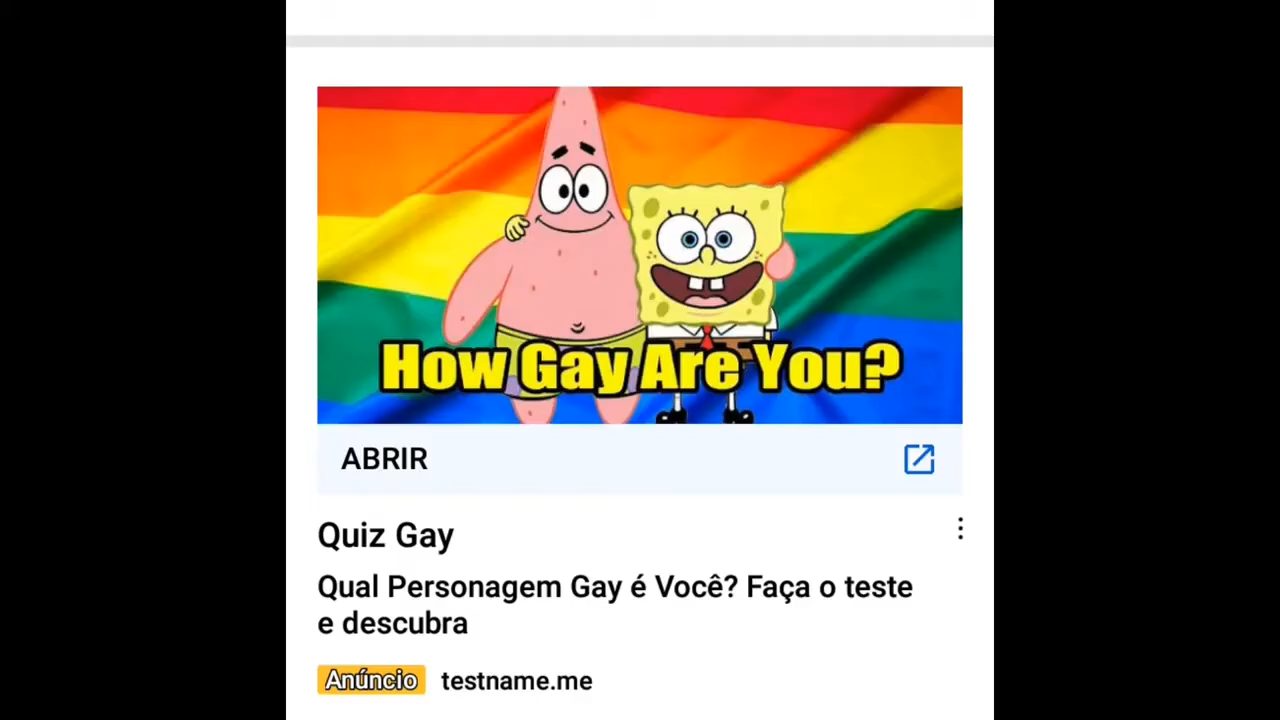 How Gay Are You?
ABRIR
Quiz Gay
Qual Personagem Gay é Você? Faça o teste
e descubra
Anúncio testname.me